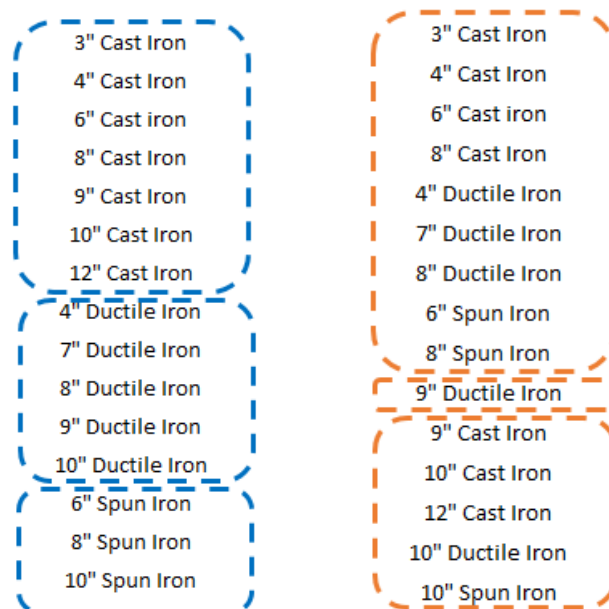 3" Cast Iron
4" Cast Iron
6" Cast iron
8" Cast Iron
9" Cast Iron
10" Cast Iron
12" Cast Iron
4" Ductile Iron
7" Ductile Iron
8" Ductile Iron
9" Ductile Iron
10" Ductile Iron
6" Spun Iron
8" Spun Iron
10" Spun Iron
3" Cast Iron
4" Cast Iron
6" Cast iron
8" Cast Iron
4" Ductile Iron
7" Ductile Iron
8" Ductile Iron
6" Spun Iron
8" Spun Iron
9" Ductile Iron
9" Cast Iron
10" Cast Iron
12" Cast Iron
10" Ductile Iron
10" Spun Iron